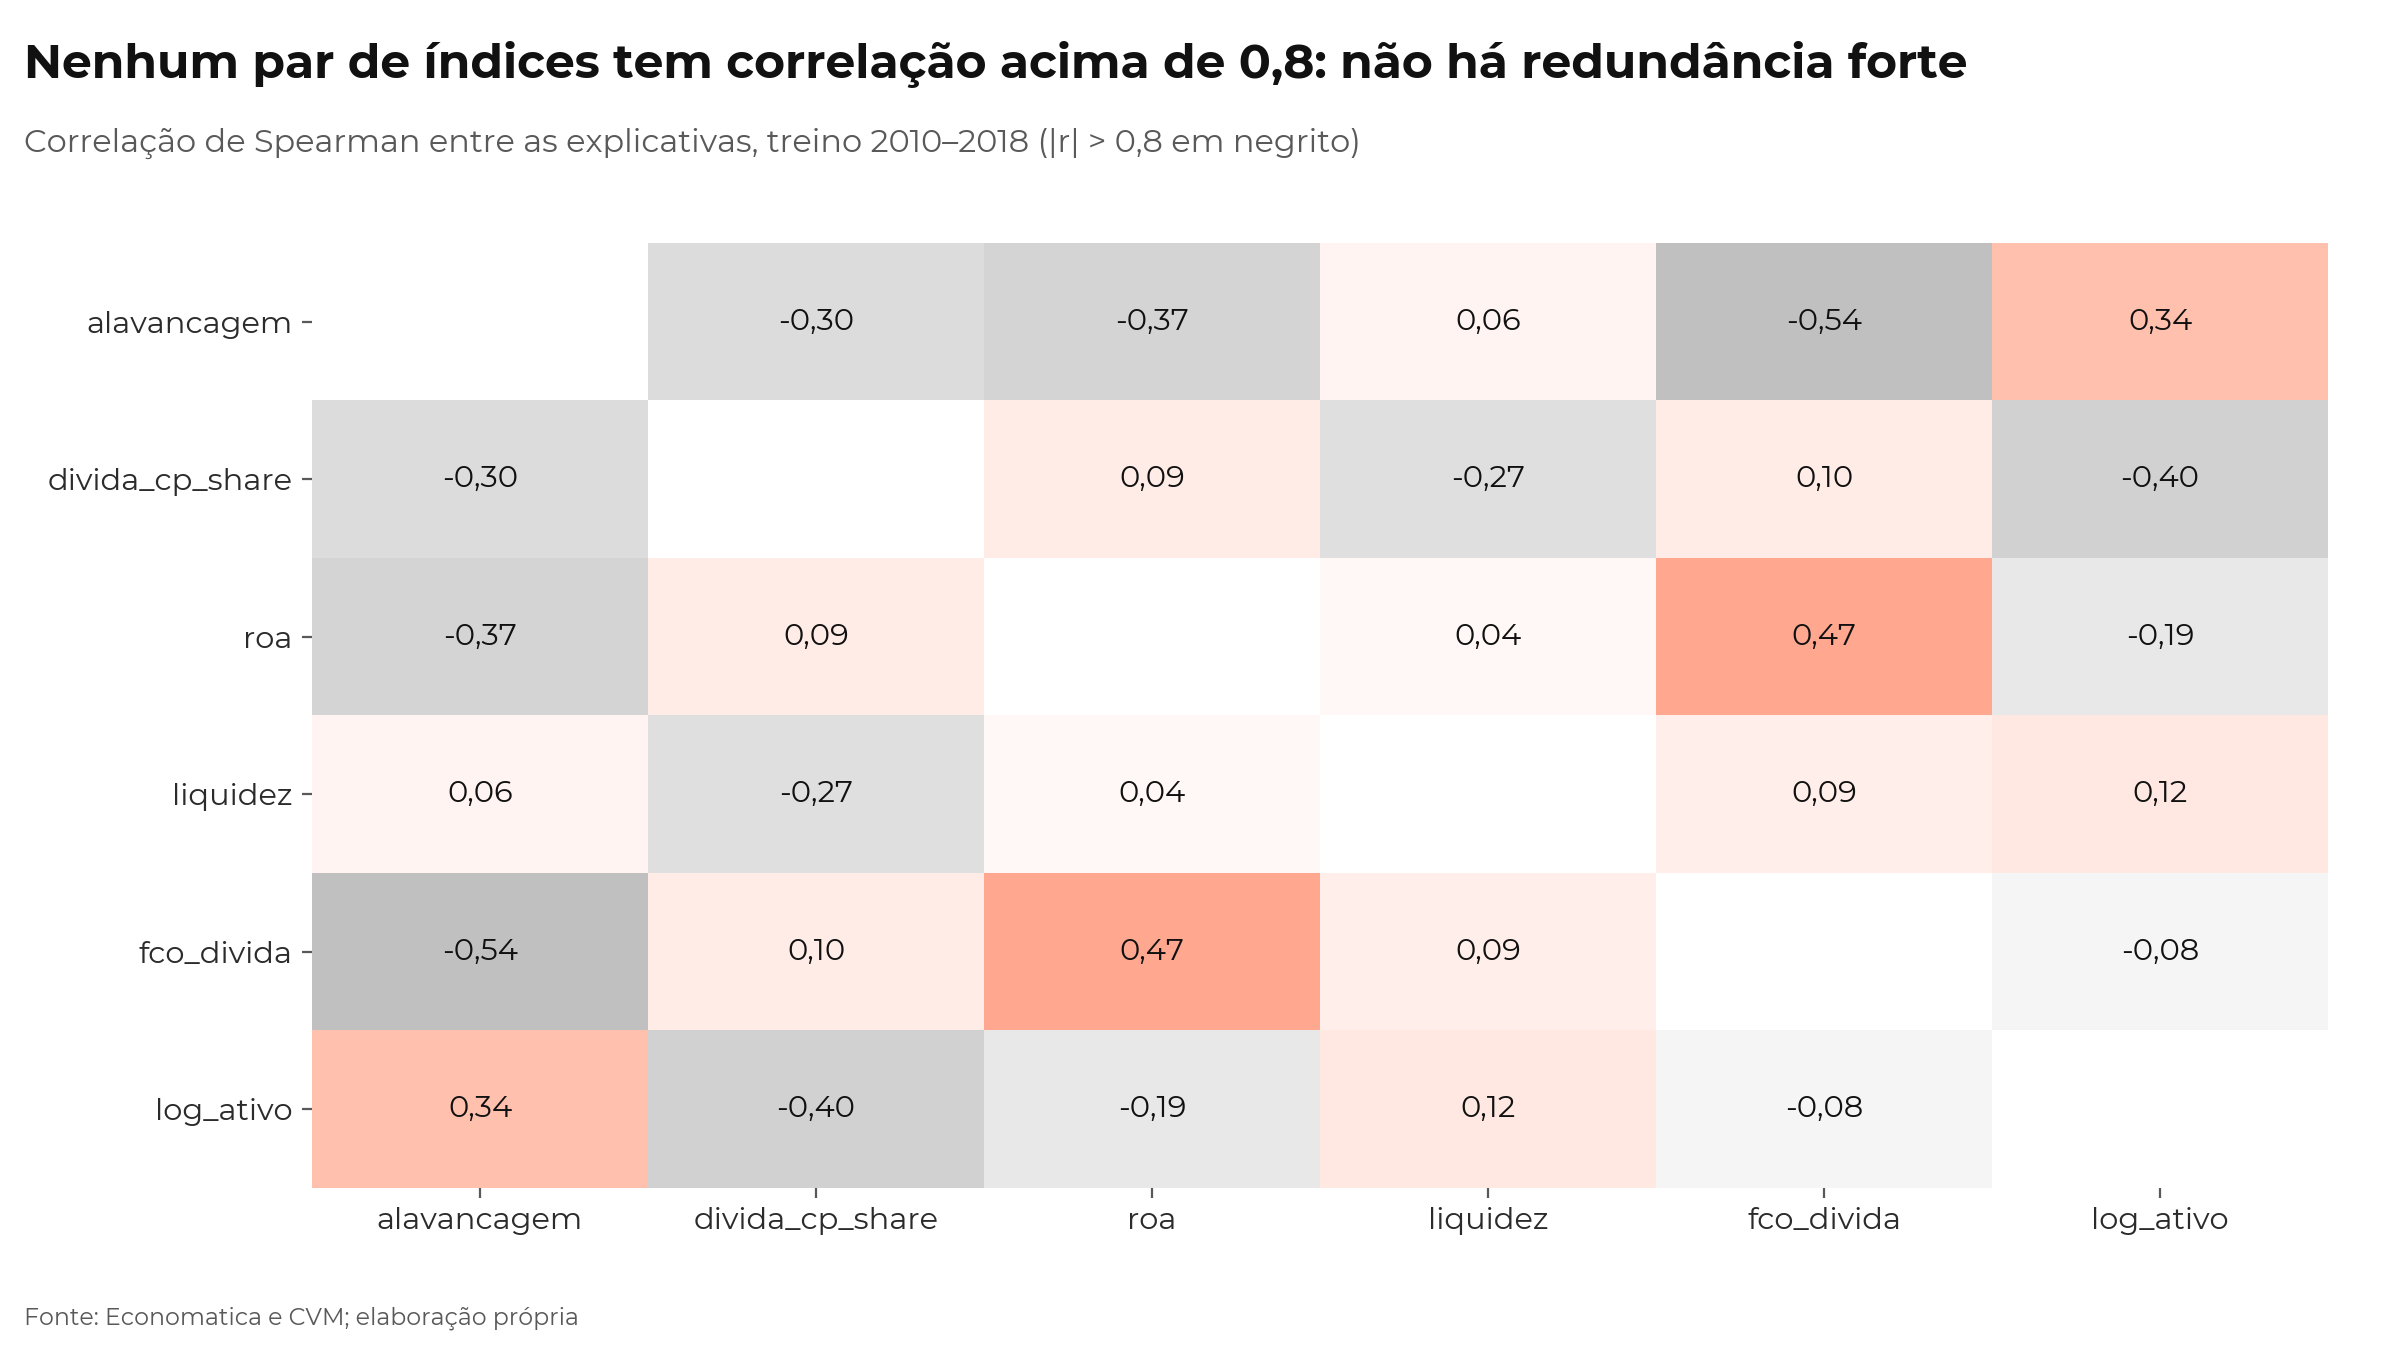 Nenhum par de índices tem correlação acima de 0,8: não há redundância forte
Correlação de Spearman entre as explicativas, treino 2010–2018 (|r| > 0,8 em negrito)
alavancagem -0,30 -0,37 0,06 -0,54 0,34
divida_cp_share -0,30 0,09 -0,27 0,10 -0,40
roa -0,37 0,09 0,04 0,47 -0,19
liquidez 0,06 -0,27 0,04 0,09 0,12
fco_divida -0,54 0,10 0,47 0,09 -0,08
log_ativo 0,34 -0,40 -0,19 0,12 -0,08
alavancagem divida_cp_share roa liquidez fco_divida log_ativo
Fonte: Economatica e CVM; elaboração própria